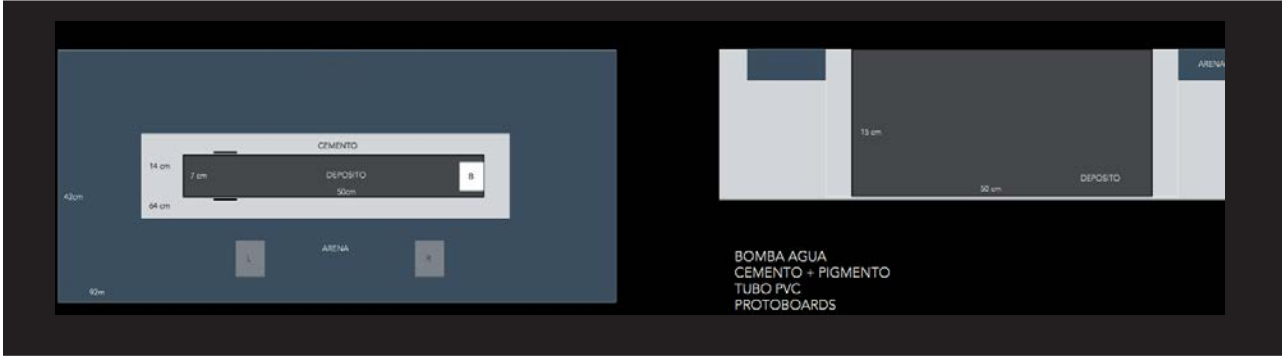 CEMENTO
14 cm
7 cm
DEPOSITO
B
50cm
42cm
64 cm
ARENA
L
R
92m
ARENA
15 cm
DEPOSITO
50 cm
BOMBA AGUA
CEMENTO + PIGMENTO
TUBO PVC
PROTOBOARDS